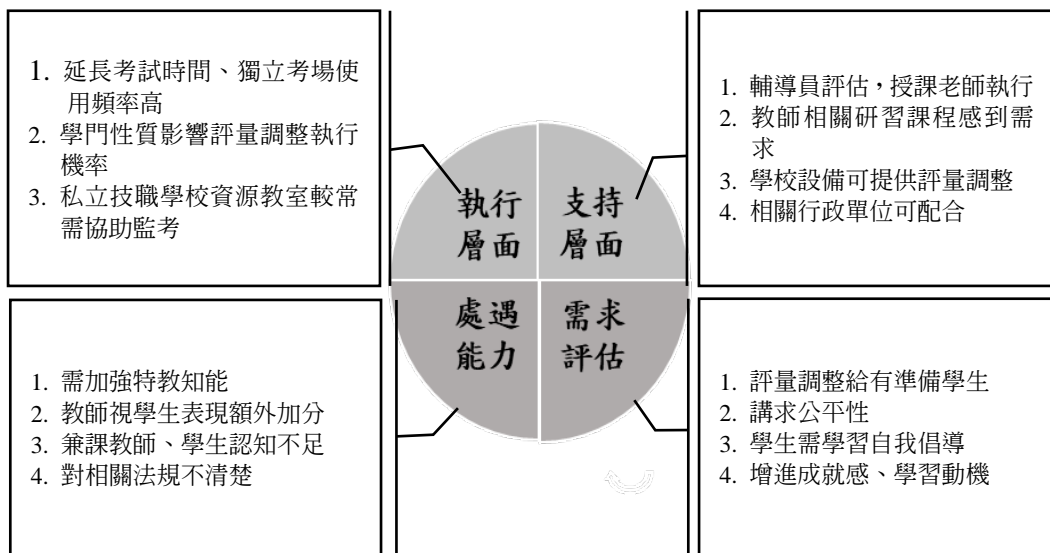 1. 延長考試時間、獨立考場使
用頻率高
2. 學門性質影響評量調整執行
機率
3. 私立技職學校資源教室較常
需協助監考
1. 輔導員評估，授課老師執行
2. 教師相關研習課程感到需
求
3. 學校設備可提供評量調整
4. 相關行政單位可配合
執行
層面
支持
層面
處遇
能力
需求
評估
1. 需加強特教知能
2. 教師視學生表現額外加分
3. 兼課教師、學生認知不足
4. 對相關法規不清楚
1. 評量調整給有準備學生
2. 講求公平性
3. 學生需學習自我倡導
4. 增進成就感、學習動機